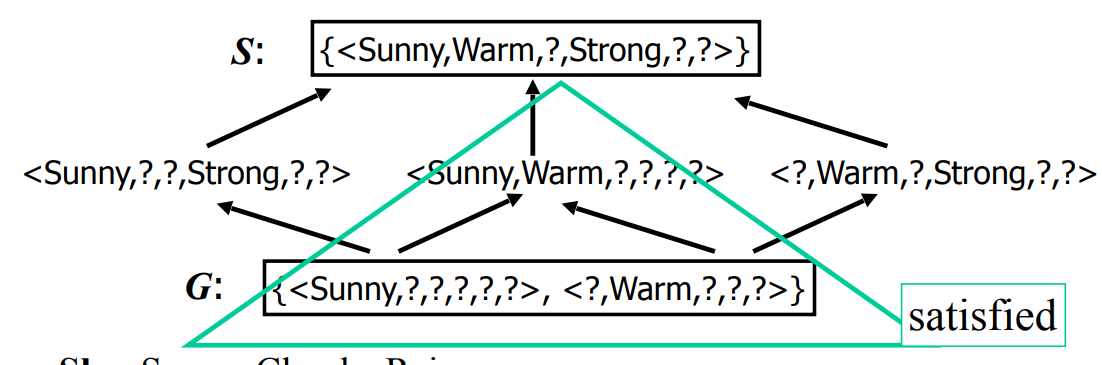 S: {<Sunny,Warm,?,Strong,?,?>}
<Sunny,?,?,Strong,?,?> <Sunny,Warm,?,?,?,?> <?,Warm,?,Strong,?,?>
G: {<Sunny,?,?,?,?,?>, <?,Warm,?,?,?>}
satisfied